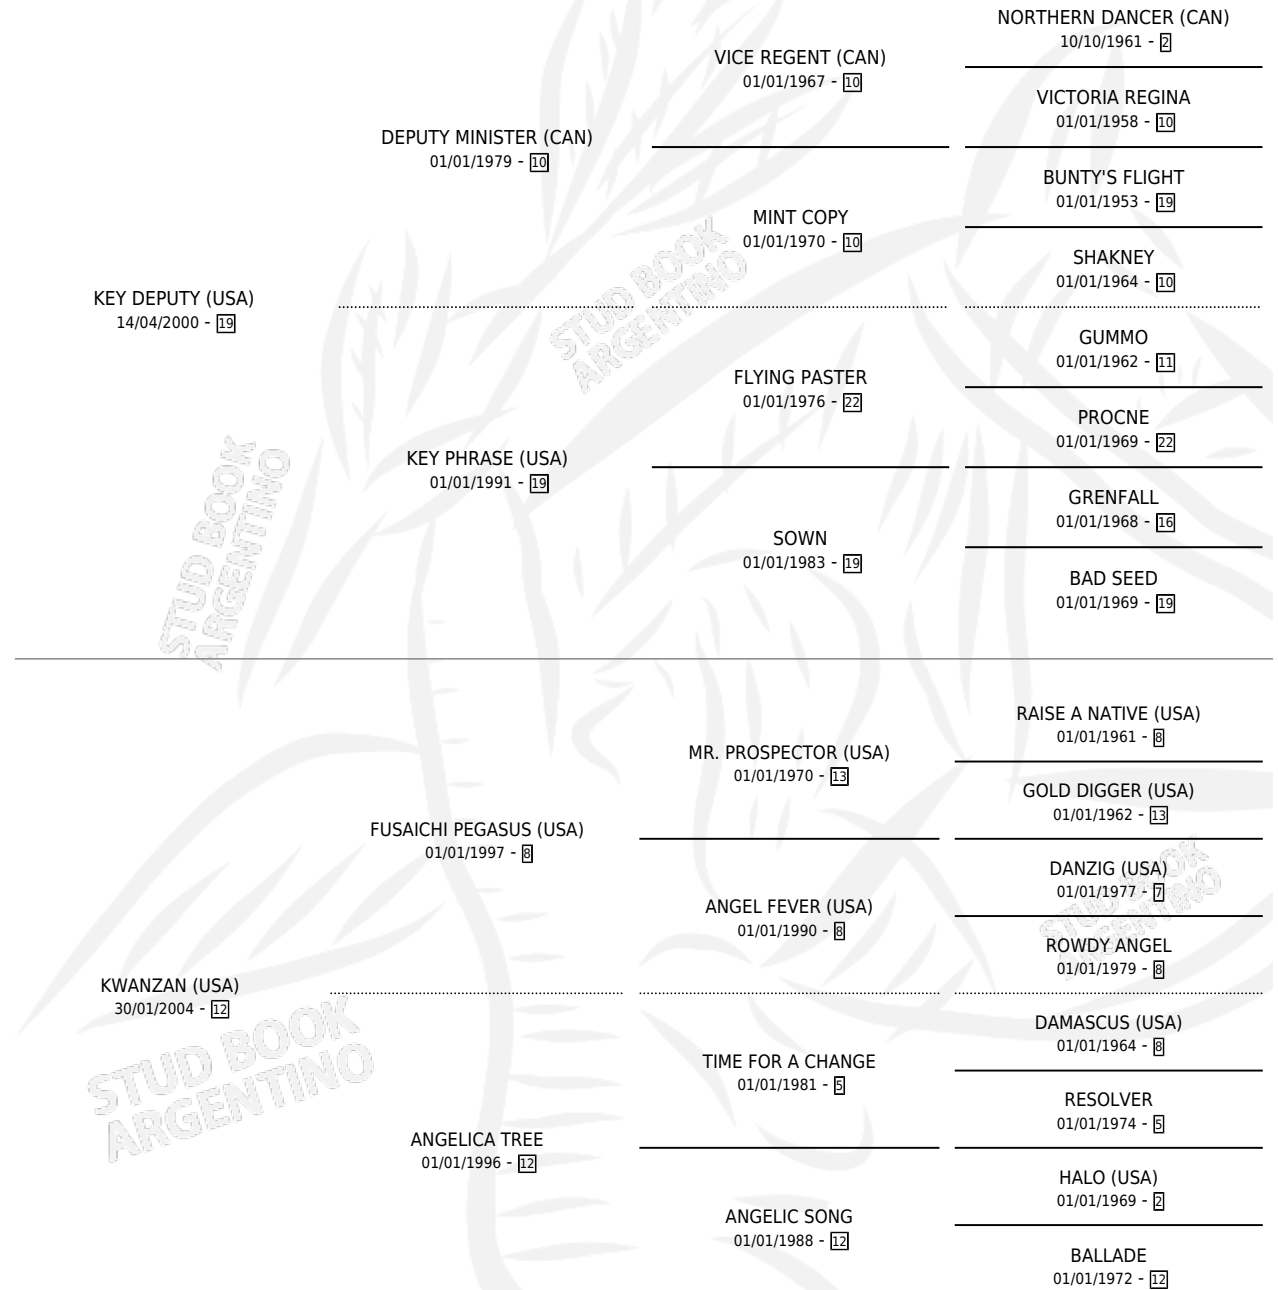 NORTHERN DANCER (CAN)
10/10/1961 - 2
VICE REGENT (CAN)
01/01/1967 - 10
VICTORIA REGINA
01/01/1958 - 10
DEPUTY MINISTER (CAN)
01/01/1979 - 10
BUNTY'S FLIGHT
01/01/1953 - 19
MINT COPY
01/01/1970 - 10
SHAKNEY
01/01/1964 - 10
KEY DEPUTY (USA)
14/04/2000 - 19
STUD BOOK
ARGENTINO
GUMMO
01/01/1962 - 11
FLYING PASTER
01/01/1976 - 22
PROCNE
01/01/1969 - 22
KEY PHRASE (USA)
01/01/1991 - 19
GRENFALL
01/01/1968 - 16
SOWN
01/01/1983 - 19
BAD SEED
01/01/1969 - 19
STUD BOOK
ARGENTINO
RAISE A NATIVE (USA)
01/01/1961 - 8
MR. PROSPECTOR (USA)
01/01/1970 - 13
GOLD DIGGER (USA)
01/01/1962 - 13
FUSAICHI PEGASUS (USA)
01/01/1997 - 8
DANZIG (USA)
01/01/1977 - 7
ANGEL FEVER (USA)
01/01/1990 - 8
STUD BOOK
ARGENTINO
ROWDY ANGEL
01/01/1979 - 8
KWANZAN (USA)
30/01/2004 - 12
STUD BOOK
ARGENTINO
DAMASCUS (USA)
01/01/1964 - 8
TIME FOR A CHANGE
01/01/1981 - 5
RESOLVER
01/01/1974 - 5
ANGELICA TREE
01/01/1996 - 12
HALO (USA)
01/01/1969 - 2
ANGELIC SONG
01/01/1988 - 12
BALLADE
01/01/1972 - 12